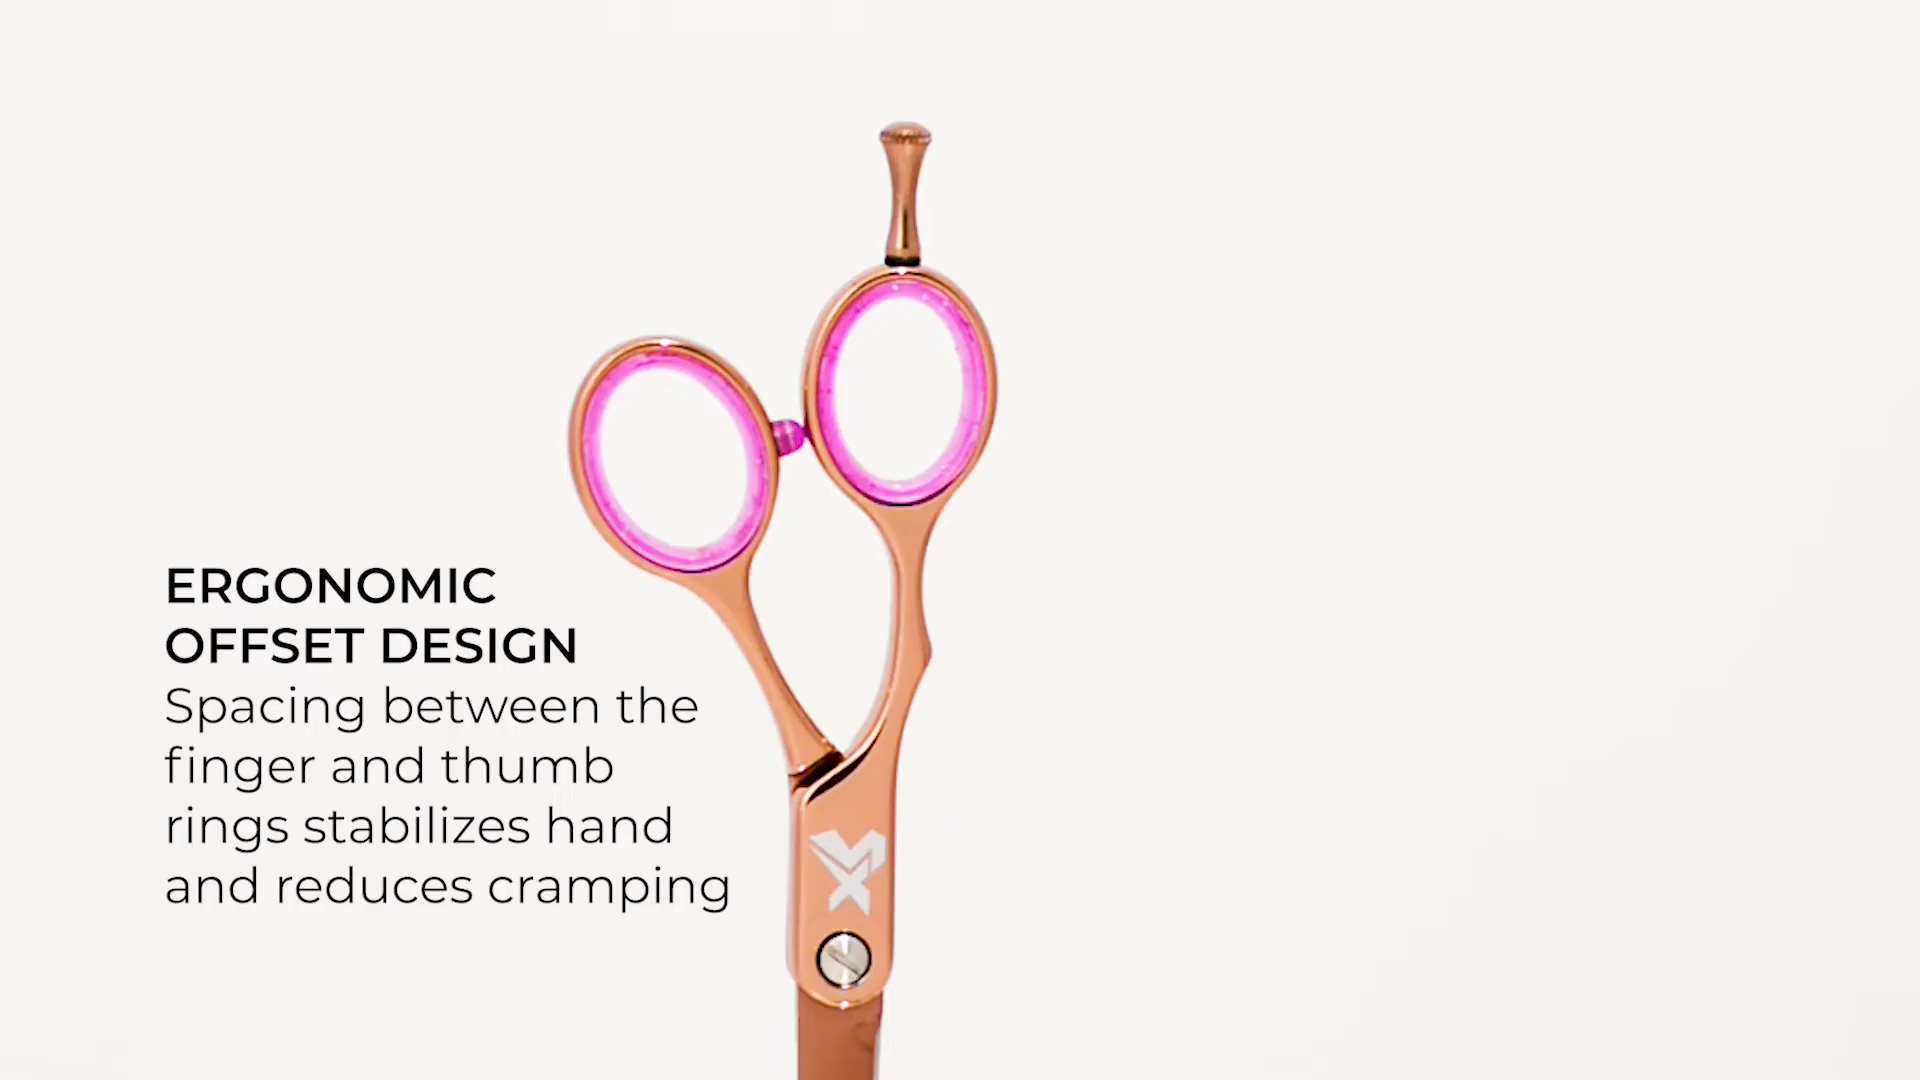 ERGONOMIC
OFFSET DESIGN
Spacing between the
finger and thumb
rings stabilizes hand
and reduces cramping